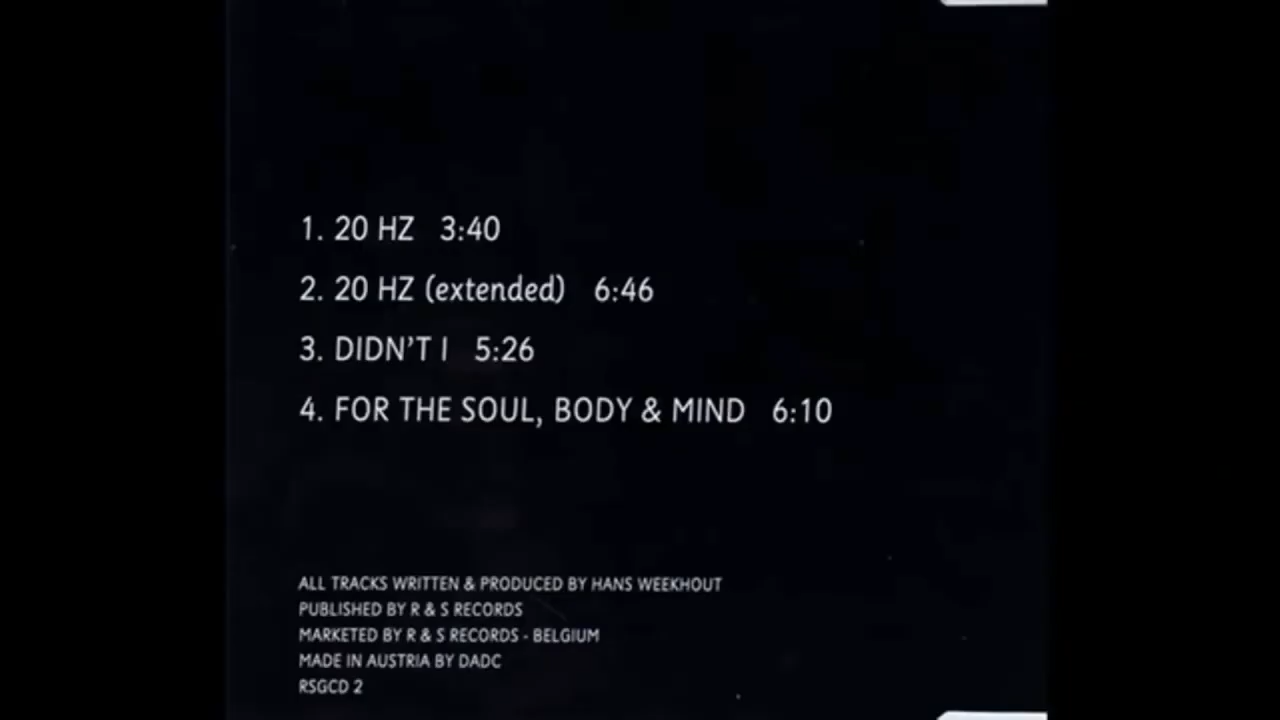 1. 20 HZ 3:40
2. 20 HZ (extended) 6:46
3. DIDN'T I 5:26
4. FOR THE SOUL, BODY & MIND 6:10
ALL TRACKS WRITTEN & PRODUCED BY HANS WEEKHOUT
PUBLISHED BY R & S RECORDS
MARKETED BY R & S RECORDS - BELGIUM
MADE IN AUSTRIA BY DADC
RSGCD 2